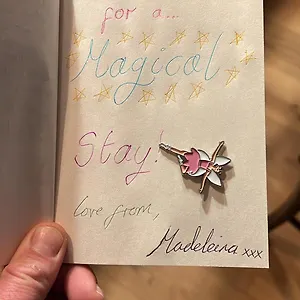 for a...
Magical
Stay!
love from,
Madeleina xxx